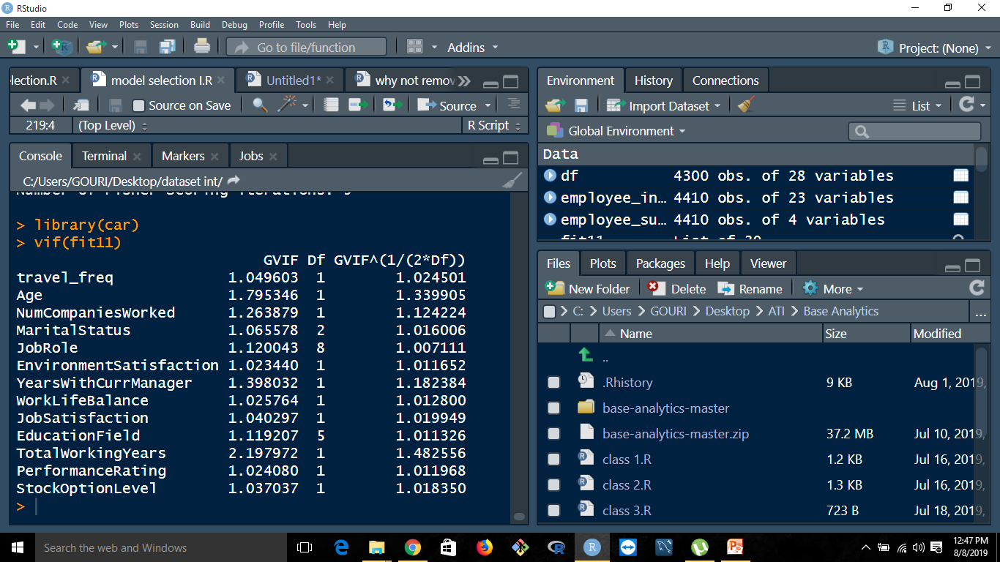 RStudio
File Edit Code View Plots Session Build Debug Profile Tools Help
Go to file/function Addins Project: (None)
lection.R model selection I.R Untitled1* why not remov
Source on Save Source
219:4 (Top Level) R Script
Console Terminal Markers Jobs
C:/Users/GOURI/Desktop/dataset int/
> library(car)
> vif(fit11)
GVIF Df GVIF^(1/(2*Df))
travel_freq 1.049603 1 1.024501
Age 1.795346 1 1.339905
NumCompaniesWorked 1.263879 1 1.124224
MaritalStatus 1.065578 2 1.016006
JobRole 1.120043 8 1.007111
EnvironmentSatisfaction 1.023440 1 1.011652
YearsWithCurrManager 1.398032 1 1.182384
WorkLifeBalance 1.025764 1 1.012800
JobSatisfaction 1.040297 1 1.019949
EducationField 1.119207 5 1.011326
TotalWorkingYears 2.197972 1 1.482556
PerformanceRating 1.024080 1 1.011968
StockOptionLevel 1.037037 1 1.018350
>
Environment History Connections
Import Dataset List
Global Environment
Data
df 4300 obs. of 28 variables
employee_in… 4410 obs. of 23 variables
employee_su… 4410 obs. of 4 variables
Files Plots Packages Help Viewer
New Folder Delete Rename More
C: Users GOURI Desktop ATI Base Analytics ...
Name Size Modified
..
.Rhistory 9 KB Aug 1, 2019,
base-analytics-master
base-analytics-master.zip 37.2 MB Jul 10, 2019,
class 1.R 1.2 KB Jul 16, 2019,
class 2.R 1.3 KB Jul 16, 2019,
class 3.R 723 B Jul 18, 2019,
Search the web and Windows
12:47 PM
8/8/2019